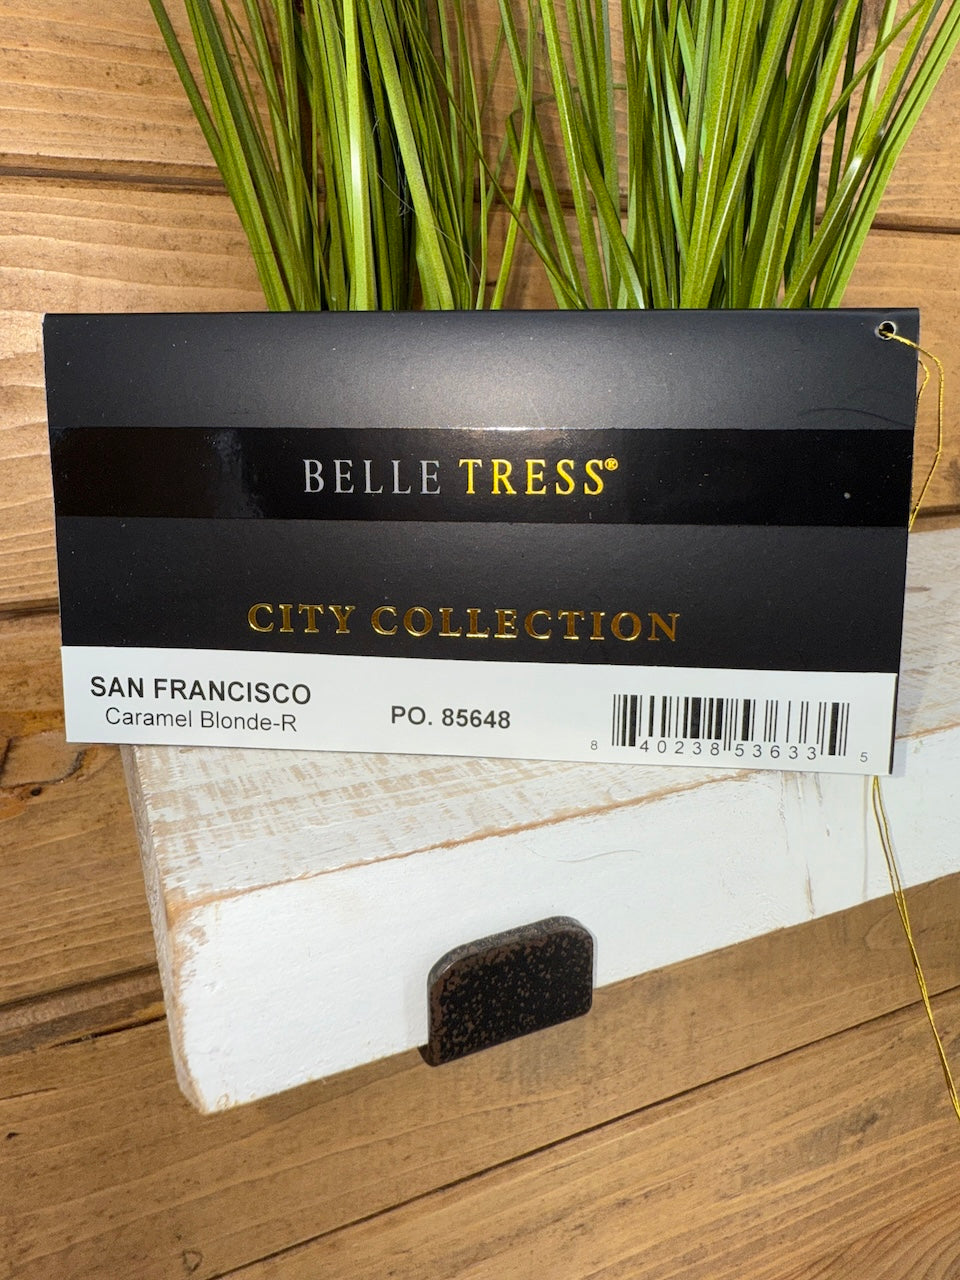 BELLE TRESS®
CITY COLLECTION
SAN FRANCISCO
Caramel Blonde-R
PO. 85648
8 40238 53633 5